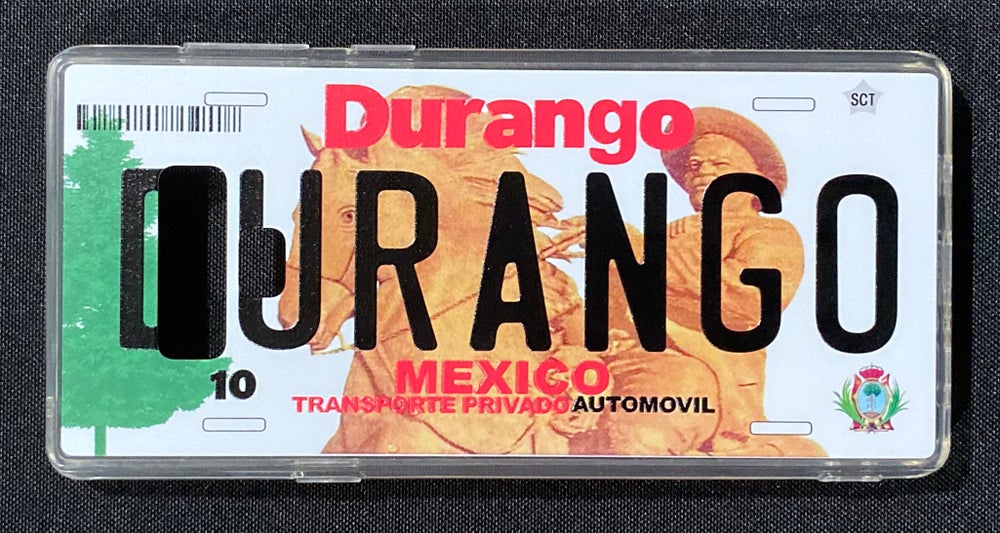 Durango
SCT
DURANGO
10
MEXICO
TRANSPORTE PRIVADO AUTOMOVIL